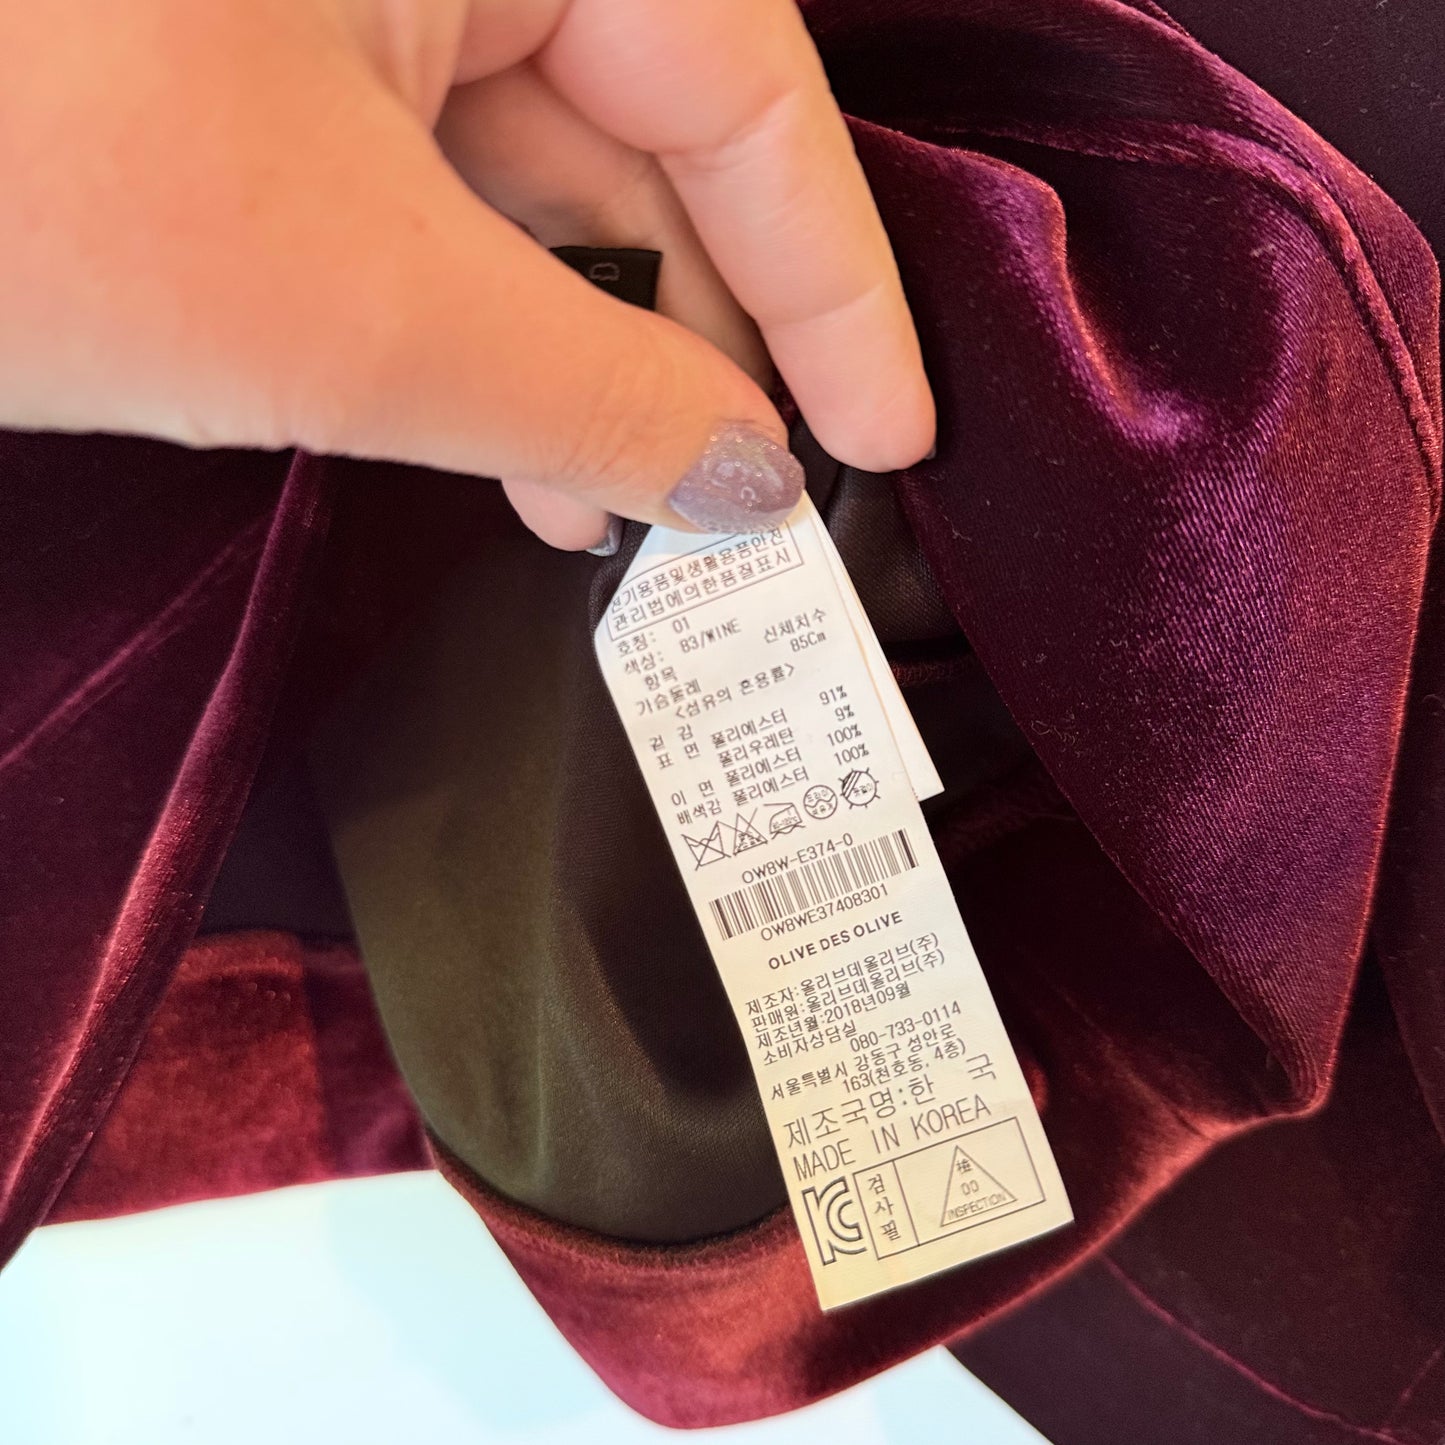 전기용품및생활용품안전
관리법에의한품질표시
호칭: 01
색상: B3/WINE
항목 신체치수
가슴둘레 85Cm
<섬유의 혼용률>
겉 감
표 면 폴리에스터 91%
폴리우레탄 9%
이 면 폴리에스터 100%
배색감 폴리에스터 100%
80~100℃
드라이
OW8W-E374-0
OW8WE37408301
OLIVE DES OLIVE
제조자:올리브데올리브(주)
판매원:올리브데올리브(주)
제조년월:2018년09월
소비자상담실
080-733-0114
서울특별시 강동구 성안로
163(천호동, 4층)
제조국명:한 국
MADE IN KOREA
검사필
檢
00
INSPECTION